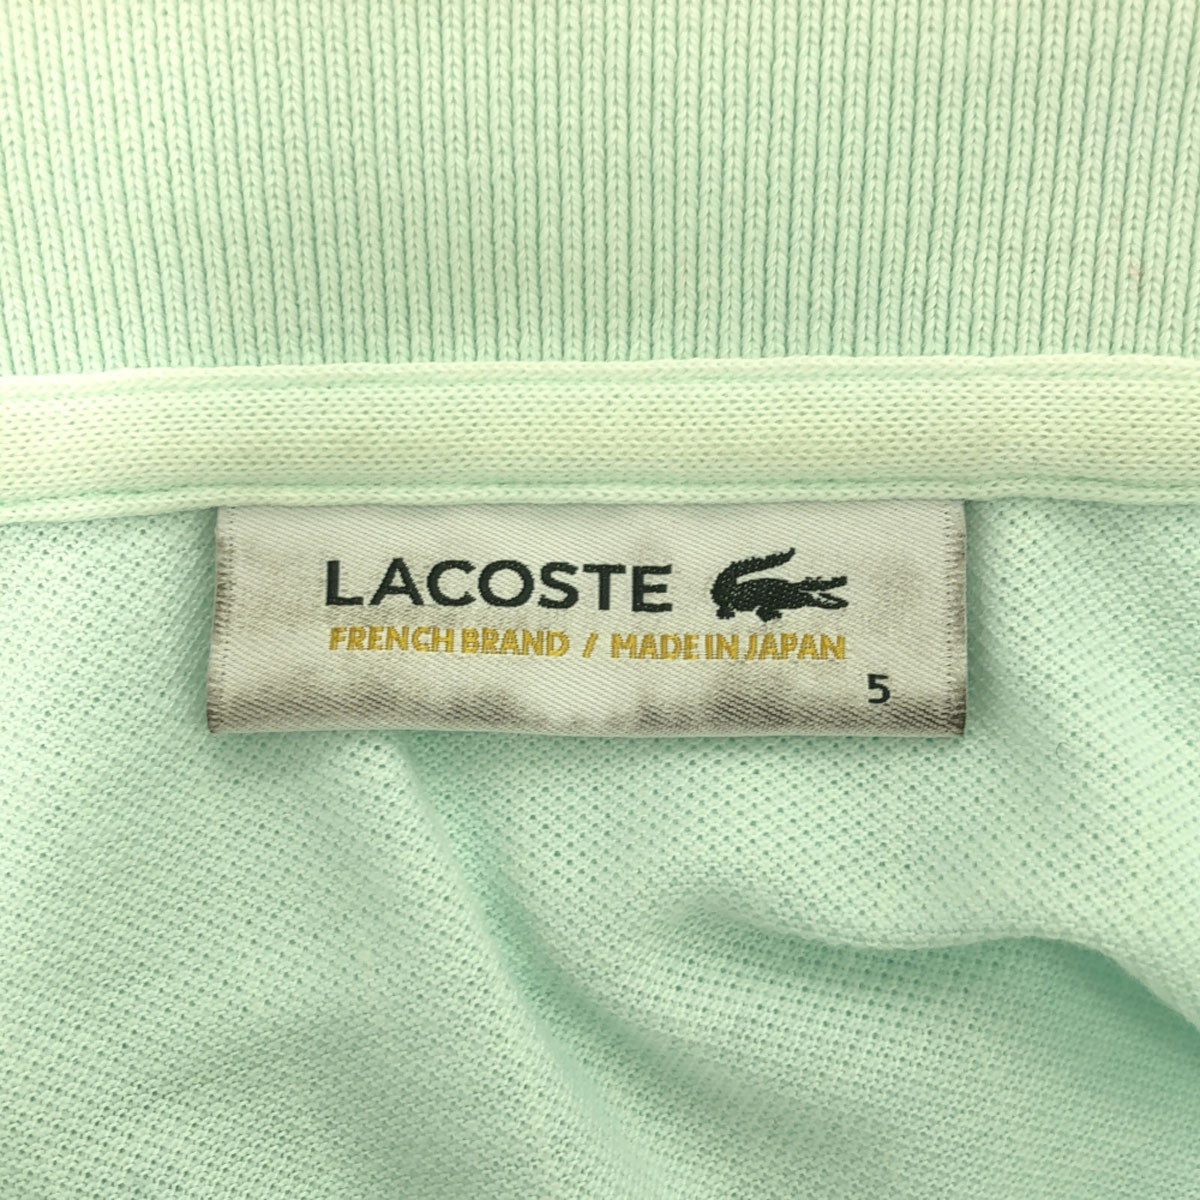 LACOSTE
FRENCH BRAND / MADE IN JAPAN
5